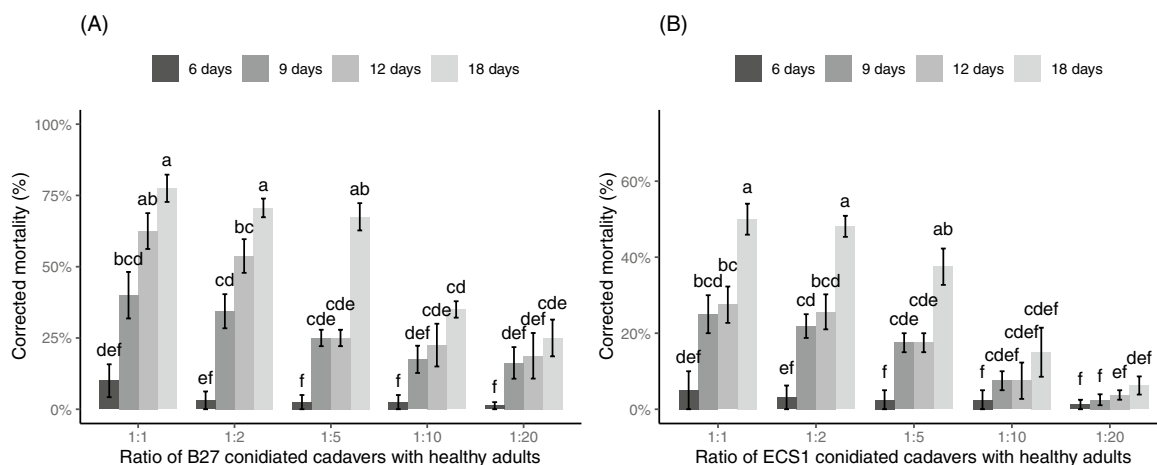 (A)
6 days 9 days 12 days 18 days
100%
75%
50%
25%
0%
Corrected mortality (%)
def bcd ab a
ef cd bc a
f cde cde ab
f def cde cd
f def def cde
1:1 1:2 1:5 1:10 1:20
Ratio of B27 conidiated cadavers with healthy adults
(B)
6 days 9 days 12 days 18 days
60%
40%
20%
0%
Corrected mortality (%)
def bcd bc a
ef cd bcd a
f cde cde ab
f cdef cdef cdef
f f ef def
1:1 1:2 1:5 1:10 1:20
Ratio of ECS1 conidiated cadavers with healthy adults